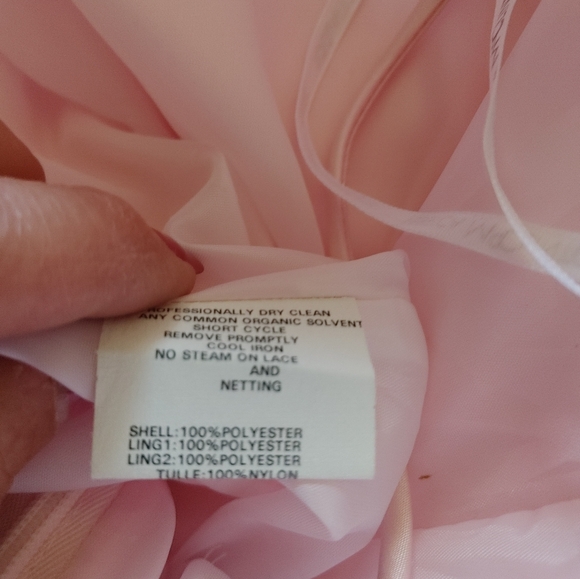 PROFESSIONALLY DRY CLEAN
ANY COMMON ORGANIC SOLVENT
SHORT CYCLE
REMOVE PROMPTLY
COOL IRON
NO STEAM ON LACE
AND
NETTING
SHELL:100%POLYESTER
LING1:100%POLYESTER
LING2:100%POLYESTER
TULLE:100%NYLON